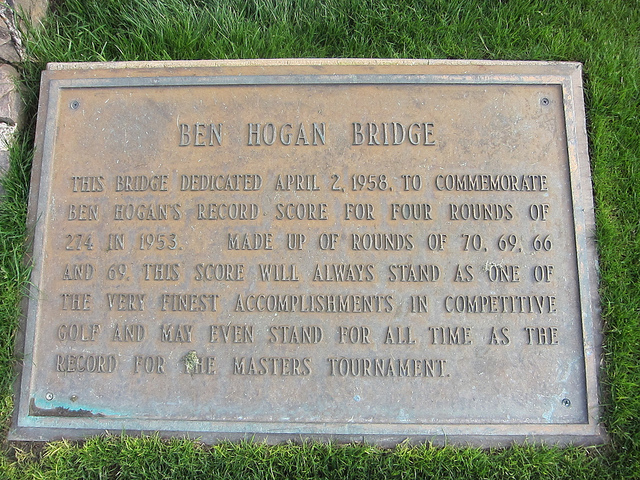 BEN HOGAN BRIDGE
THIS BRIDGE DEDICATED APRIL 2, 1958, TO COMMEMORATE
BEN HOGAN'S RECORD SCORE FOR FOUR ROUNDS OF
274 IN 1953. MADE UP OF ROUNDS OF 70, 69, 66
AND 69, THIS SCORE WILL ALWAYS STAND AS ONE OF
THE VERY FINEST ACCOMPLISHMENTS IN COMPETITIVE
GOLF AND MAY EVEN STAND FOR ALL TIME AS THE
RECORD FOR THE MASTERS TOURNAMENT.